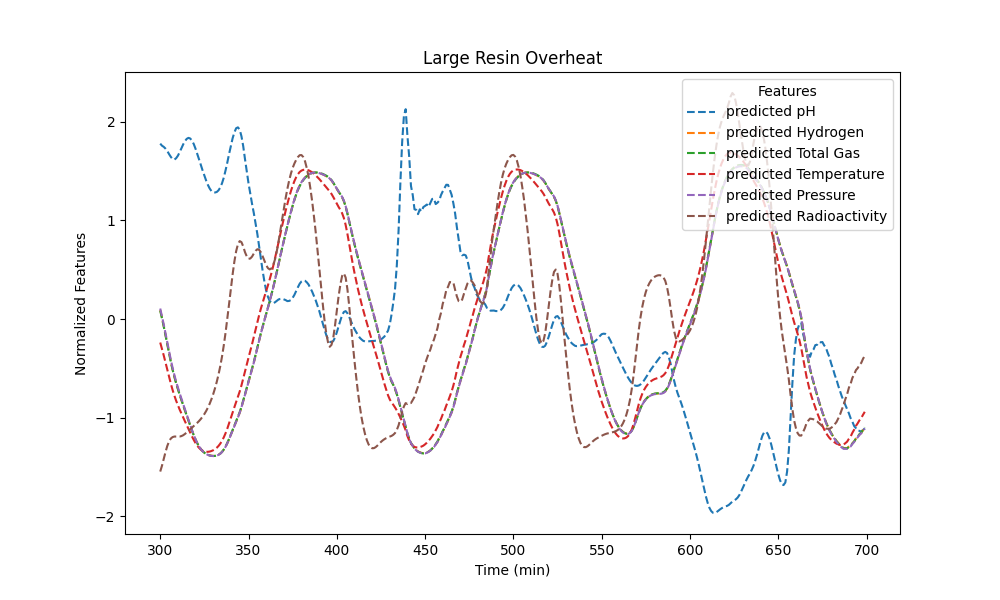 Large Resin Overheat
Features
predicted pH
predicted Hydrogen
predicted Total Gas
predicted Temperature
predicted Pressure
predicted Radioactivity
Normalized Features
2
1
0
−1
−2
300
350
400
450
500
550
600
650
700
Time (min)